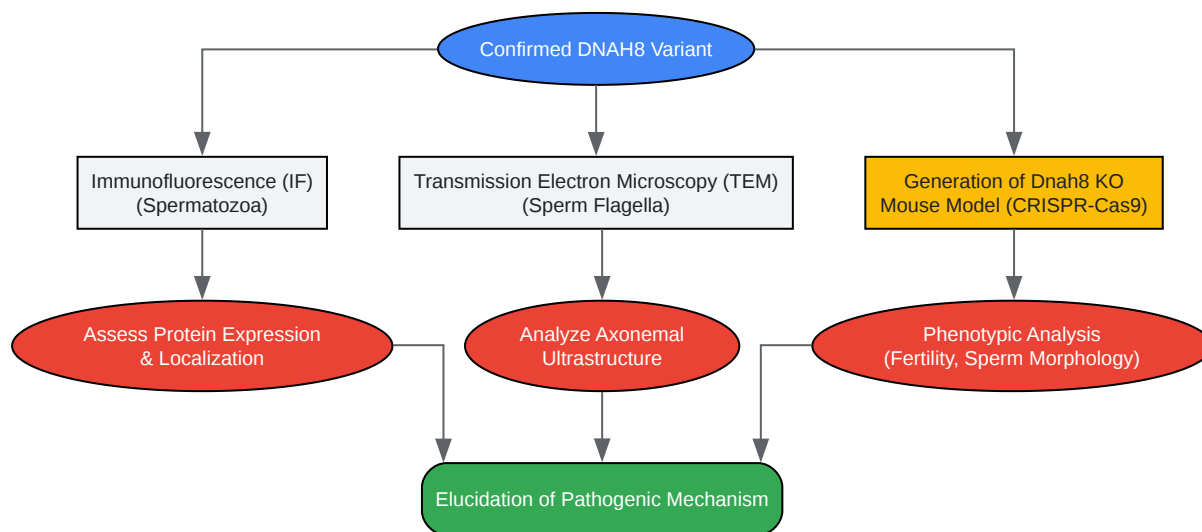 Confirmed DNAH8 Variant
Immunofluorescence (IF)
(Spermatozoa)
Transmission Electron Microscopy (TEM)
(Sperm Flagella)
Generation of Dnah8 KO
Mouse Model (CRISPR-Cas9)
Assess Protein Expression
& Localization
Analyze Axonemal
Ultrastructure
Phenotypic Analysis
(Fertility, Sperm Morphology)
Elucidation of Pathogenic Mechanism